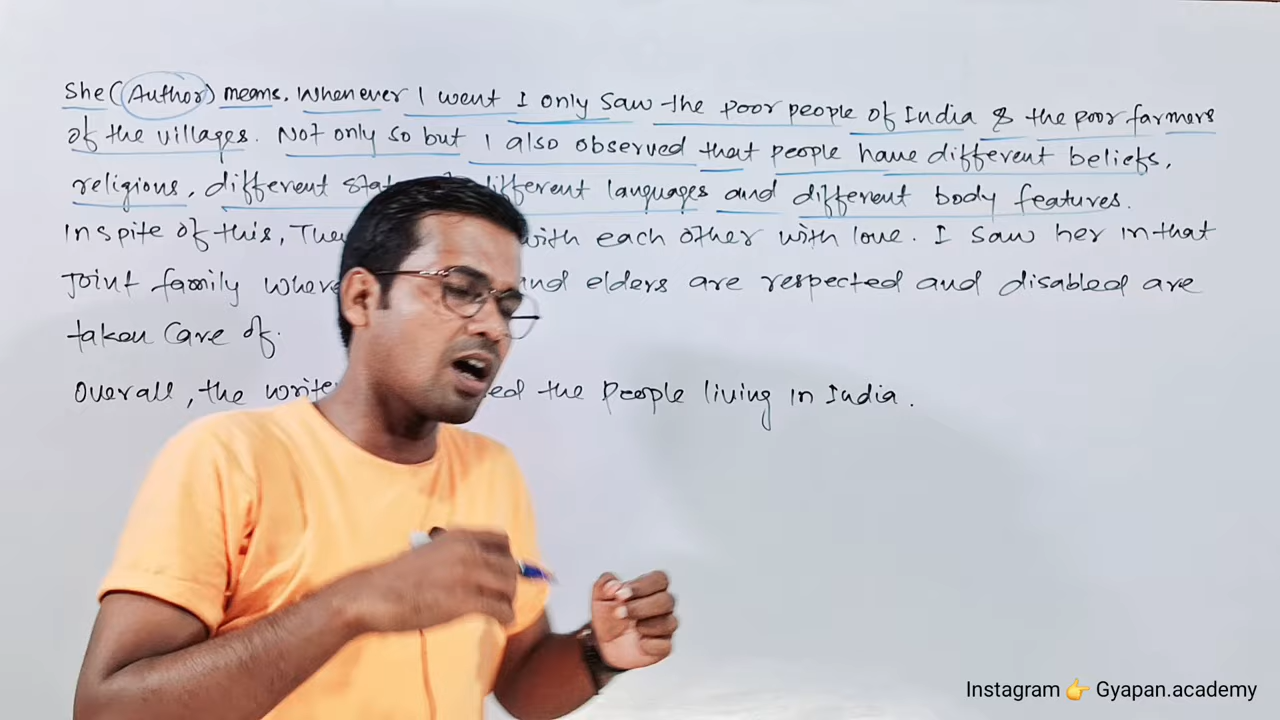 She (Author) means, Whenever I went I only saw the poor people of India & the poor farmers
of the villages. Not only so but I also observed that people have different beliefs,
religious, different different languages and different body features.
Inspite of this, with each other with love. I saw her in that
Joint family and elders are respected and disabled are
taken care of.
Overall, the the people living in India.
Instagram 👉 Gyapan.academy